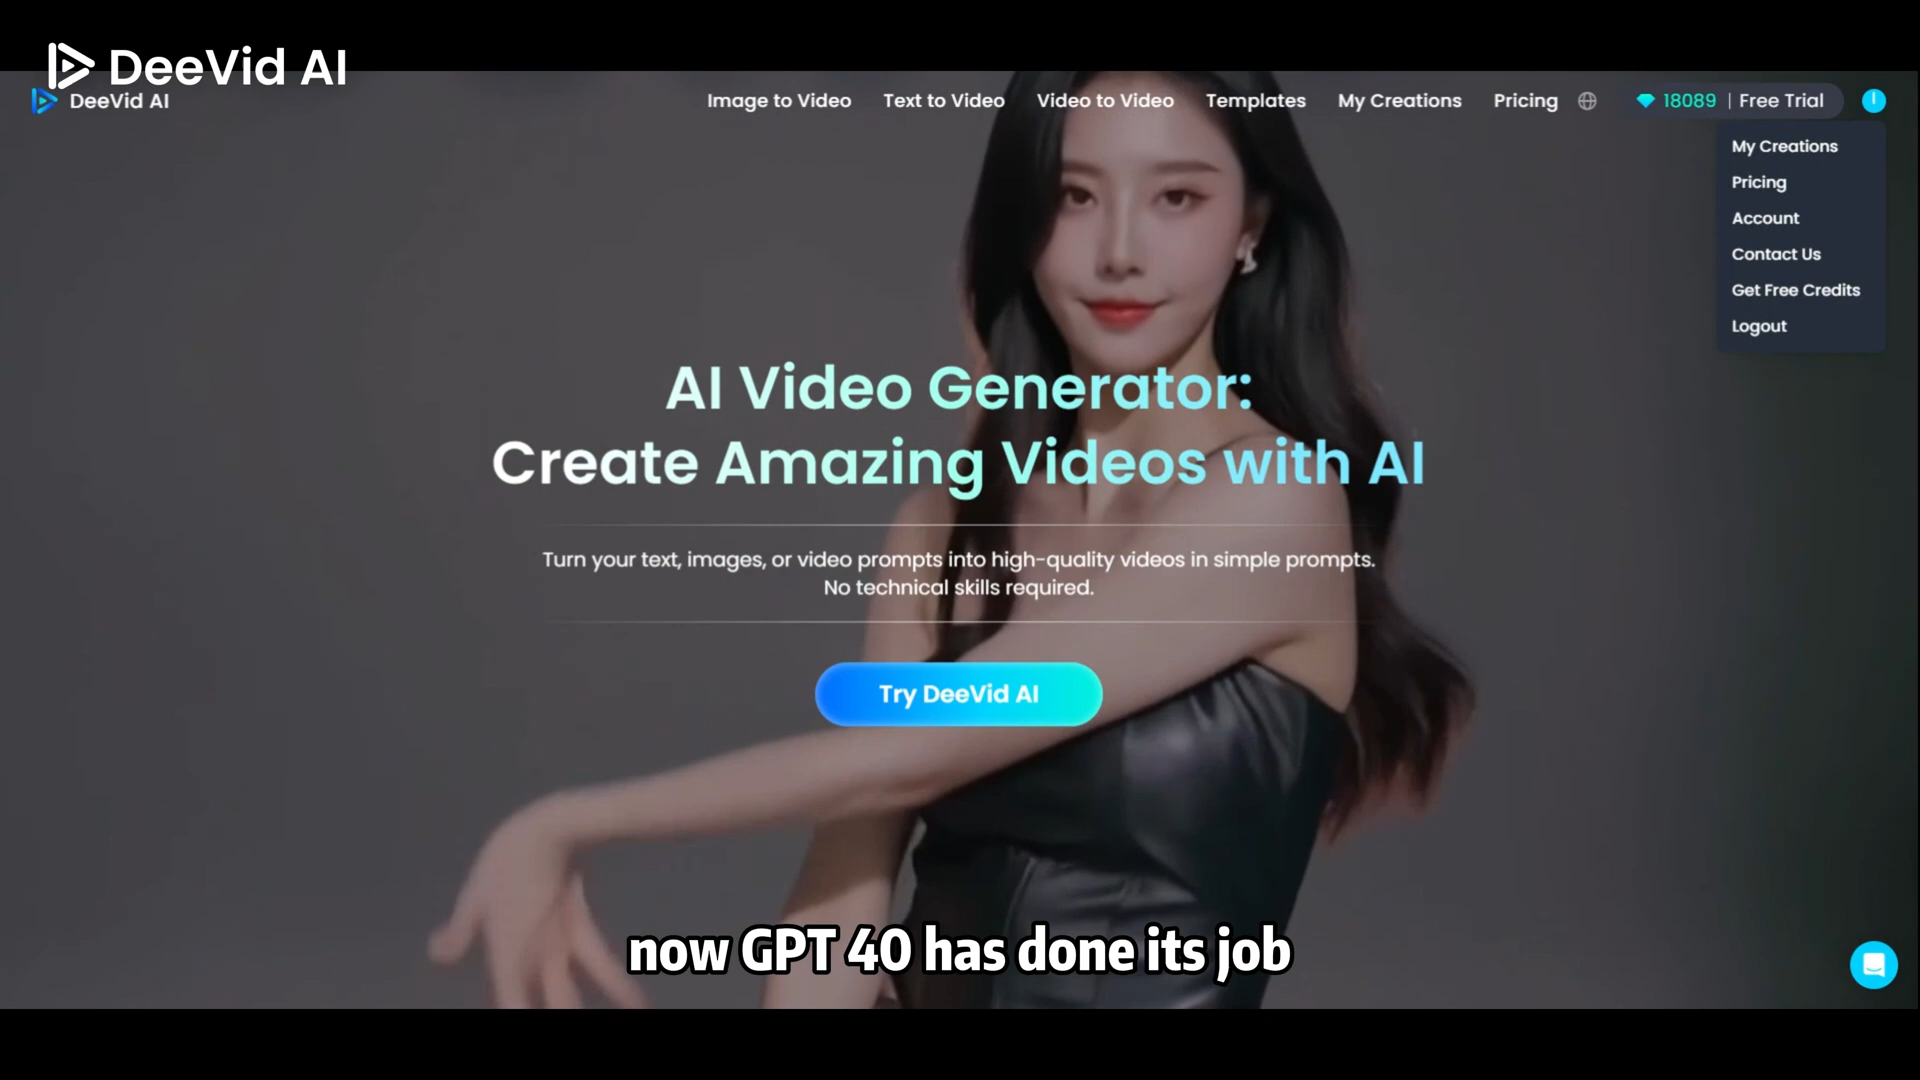 DeeVid AI
DeeVid AI
Image to Video Text to Video Video to Video Templates My Creations Pricing 18089 | Free Trial
My Creations
Pricing
Account
Contact Us
Get Free Credits
Logout
AI Video Generator:
Create Amazing Videos with AI
Turn your text, images, or video prompts into high-quality videos in simple prompts.
No technical skills required.
Try DeeVid AI
now GPT 40 has done its job